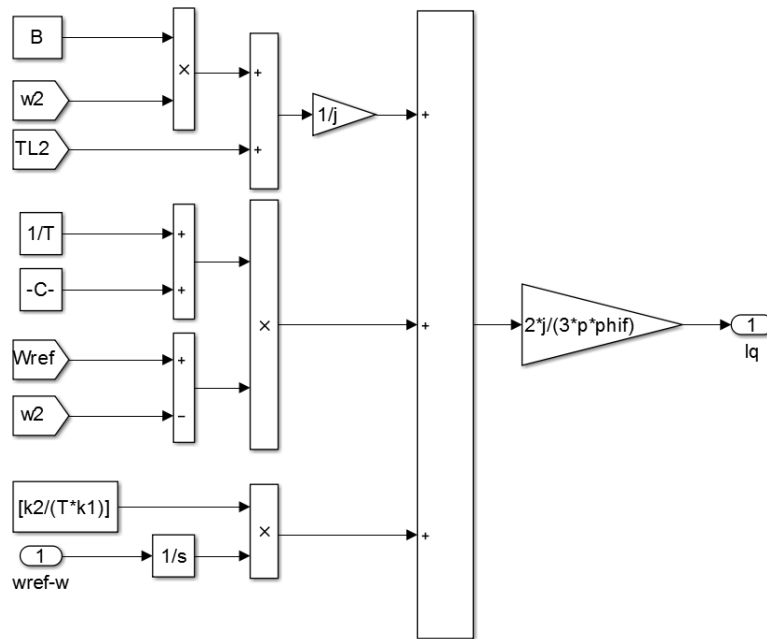 B
w2
TL2
×
+
+
1/j
+
1/T
-C-
+
+
Wref
w2
+
−
×
+
2*j/(3*p*phif)
1
Iq
[k2/(T*k1)]
1
wref-w
1/s
×
+